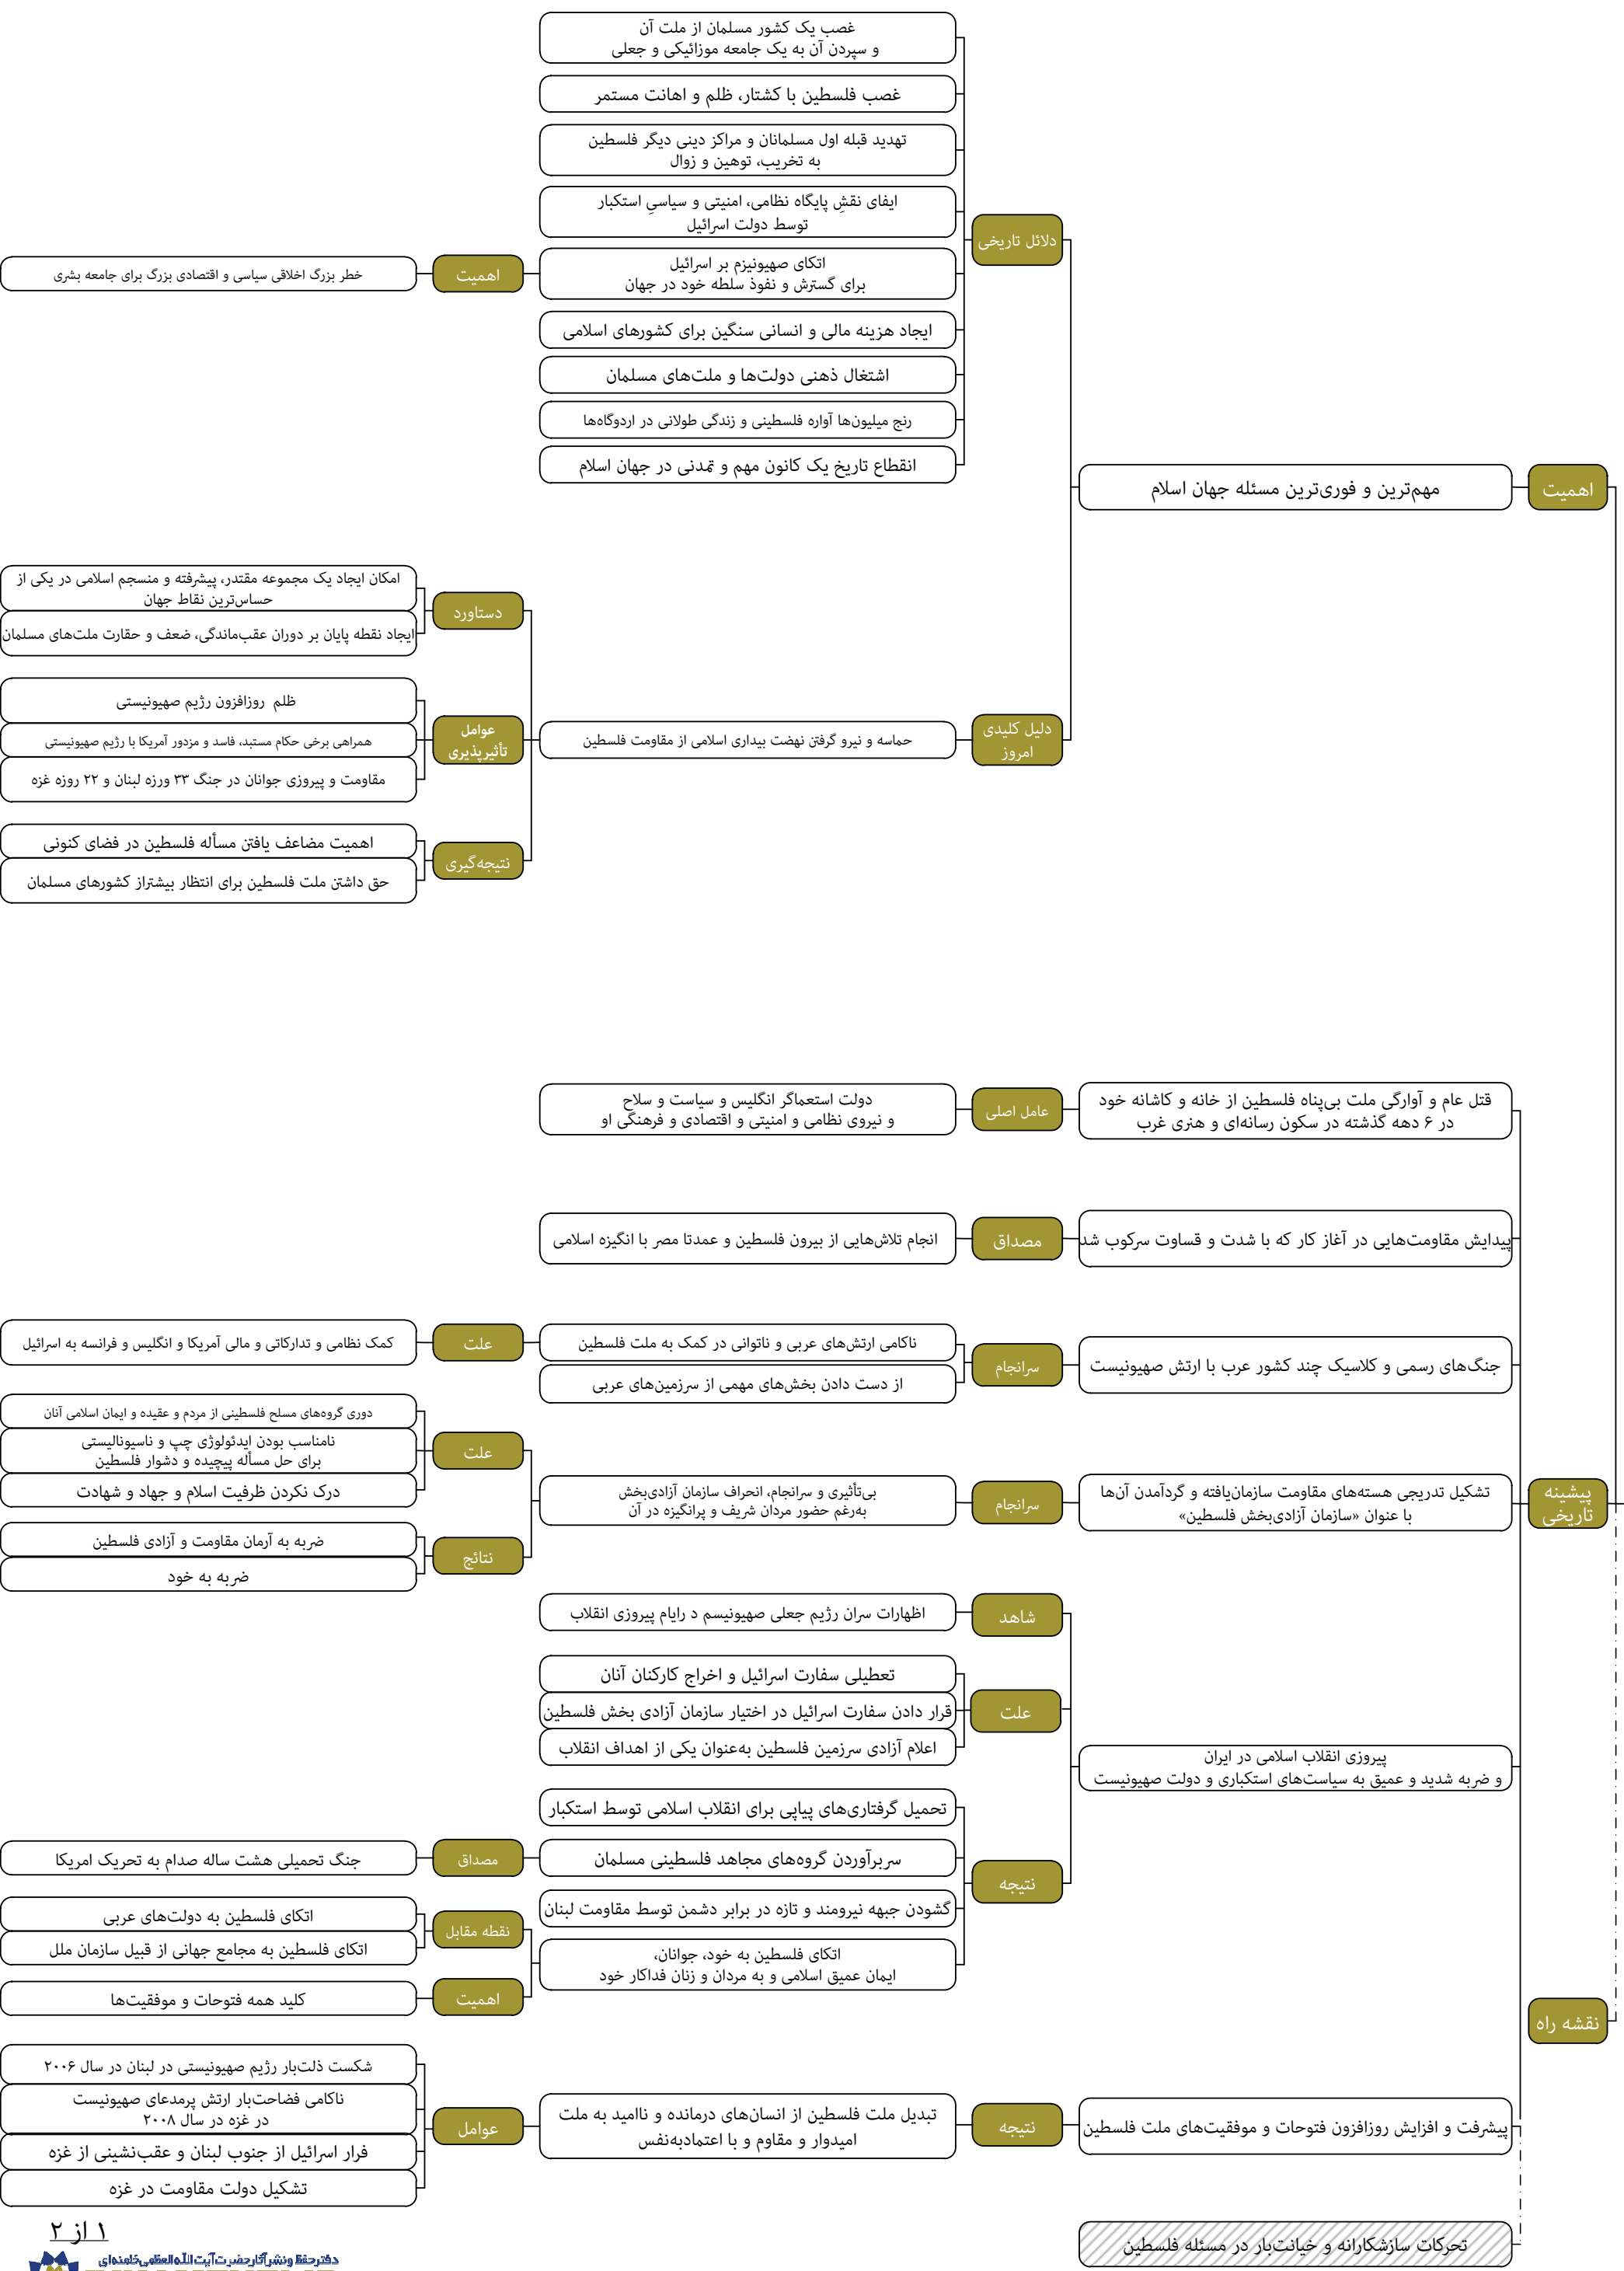 اهمیت
مهم‌ترین و فوری‌ترین مسئله جهان اسلام
دلائل تاریخی
غصب یک کشور مسلمان از ملت آن
و سپردن آن به یک جامعه موزائیکی و جعلی
غصب فلسطین با کشتار، ظلم و اهانت مستمر
تهدید قبله اول مسلمانان و مراکز دینی دیگر فلسطین
به تخریب، توهین و زوال
ایفای نقشِ پایگاه نظامی، امنیتی و سیاسیِ استکبار
توسط دولت اسرائیل
اتکای صهیونیزم بر اسرائیل
برای گسترش و نفوذ سلطه خود در جهان
اهمیت
خطر بزرگ اخلاقی سیاسی و اقتصادی بزرگ برای جامعه بشری
ایجاد هزینه مالی و انسانی سنگین برای کشورهای اسلامی
اشتغال ذهنی دولت‌ها و ملت‌های مسلمان
رنج میلیون‌ها آواره فلسطینی و زندگی طولانی در اردوگاه‌ها
انقطاع تاریخ یک کانون مهم و تمدنی در جهان اسلام
دلیل کلیدی
امروز
حماسه و نیرو گرفتن نهضت بیداری اسلامی از مقاومت فلسطین
دستاورد
امکان ایجاد یک مجموعه مقتدر، پیشرفته و منسجم اسلامی در یکی از
حساس‌ترین نقاط جهان
ایجاد نقطه پایان بر دوران عقب‌ماندگی، ضعف و حقارت ملت‌های مسلمان
عوامل
تأثیرپذیری
ظلم روزافزون رژیم صهیونیستی
همراهی برخی حکام مستبد، فاسد و مزدور آمریکا با رژیم صهیونیستی
مقاومت و پیروزی جوانان در جنگ ۳۳ ورزه لبنان و ۲۲ روزه غزه
نتیجه‌گیری
اهمیت مضاعف یافتن مسأله فلسطین در فضای کنونی
حق داشتن ملت فلسطین برای انتظار بیشتراز کشورهای مسلمان
پیشینه
تاریخی
قتل عام و آوارگی ملت بی‌پناه فلسطین از خانه و کاشانه خود
در ۶ دهه گذشته در سکون رسانه‌ای و هنری غرب
عامل اصلی
دولت استعماگر انگلیس و سیاست و سلاح
و نیروی نظامی و امنیتی و اقتصادی و فرهنگی او
پیدایش مقاومت‌هایی در آغاز کار که با شدت و قساوت سرکوب شد
مصداق
انجام تلاش‌هایی از بیرون فلسطین و عمدتا مصر با انگیزه اسلامی
جنگ‌های رسمی و کلاسیک چند کشور عرب با ارتش صهیونیست
سرانجام
ناکامی ارتش‌های عربی و ناتوانی در کمک به ملت فلسطین
علت
کمک نظامی و تدارکاتی و مالی آمریکا و انگلیس و فرانسه به اسرائیل
از دست دادن بخش‌های مهمی از سرزمین‌های عربی
تشکیل تدریجی هسته‌های مقاومت سازمان‌یافته و گردآمدن آن‌ها
با عنوان «سازمان آزادی‌بخش فلسطین»
سرانجام
بی‌تأثیری و سرانجام، انحراف سازمان آزادی‌بخش
به‌رغم حضور مردان شریف و پرانگیزه در آن
علت
دوری گروه‌های مسلح فلسطینی از مردم و عقیده و ایمان اسلامی آنان
نامناسب بودن ایدئولوژی چپ و ناسیونالیستی
برای حل مسأله پیچیده و دشوار فلسطین
درک نکردن ظرفیت اسلام و جهاد و شهادت
نتائج
ضربه به آرمان مقاومت و آزادی فلسطین
ضربه به خود
پیروزی انقلاب اسلامی در ایران
و ضربه شدید و عمیق به سیاست‌های استکباری و دولت صهیونیست
شاهد
اظهارات سران رژیم جعلی صهیونیسم د رایام پیروزی انقلاب
علت
تعطیلی سفارت اسرائیل و اخراج کارکنان آنان
قرار دادن سفارت اسرائیل در اختیار سازمان آزادی بخش فلسطین
اعلام آزادی سرزمین فلسطین به‌عنوان یکی از اهداف انقلاب
نتیجه
تحمیل گرفتاری‌های پیاپی برای انقلاب اسلامی توسط استکبار
سربرآوردن گروه‌های مجاهد فلسطینی مسلمان
مصداق
جنگ تحمیلی هشت ساله صدام به تحریک امریکا
گشودن جبهه نیرومند و تازه در برابر دشمن توسط مقاومت لبنان
اتکای فلسطین به خود، جوانان،
ایمان عمیق اسلامی و به مردان و زنان فداکار خود
نقطه مقابل
اتکای فلسطین به دولت‌های عربی
اتکای فلسطین به مجامع جهانی از قبیل سازمان ملل
اهمیت
کلید همه فتوحات و موفقیت‌ها
پیشرفت و افزایش روزافزون فتوحات و موفقیت‌های ملت فلسطین
نتیجه
تبدیل ملت فلسطین از انسان‌های درمانده و ناامید به ملت
امیدوار و مقاوم و با اعتمادبه‌نفس
عوامل
شکست ذلت‌بار رژیم صهیونیستی در لبنان در سال ۲۰۰۶
ناکامی فضاحت‌بار ارتش پرمدعای صهیونیست
در غزه در سال ۲۰۰۸
فرار اسرائیل از جنوب لبنان و عقب‌نشینی از غزه
تشکیل دولت مقاومت در غزه
تحرکات سازشکارانه و خیانت‌بار در مسئله فلسطین
نقشه راه
۱ از ۲
دفتر حفظ و نشر آثار حضرت آیت‌الله العظمی خامنه‌ای